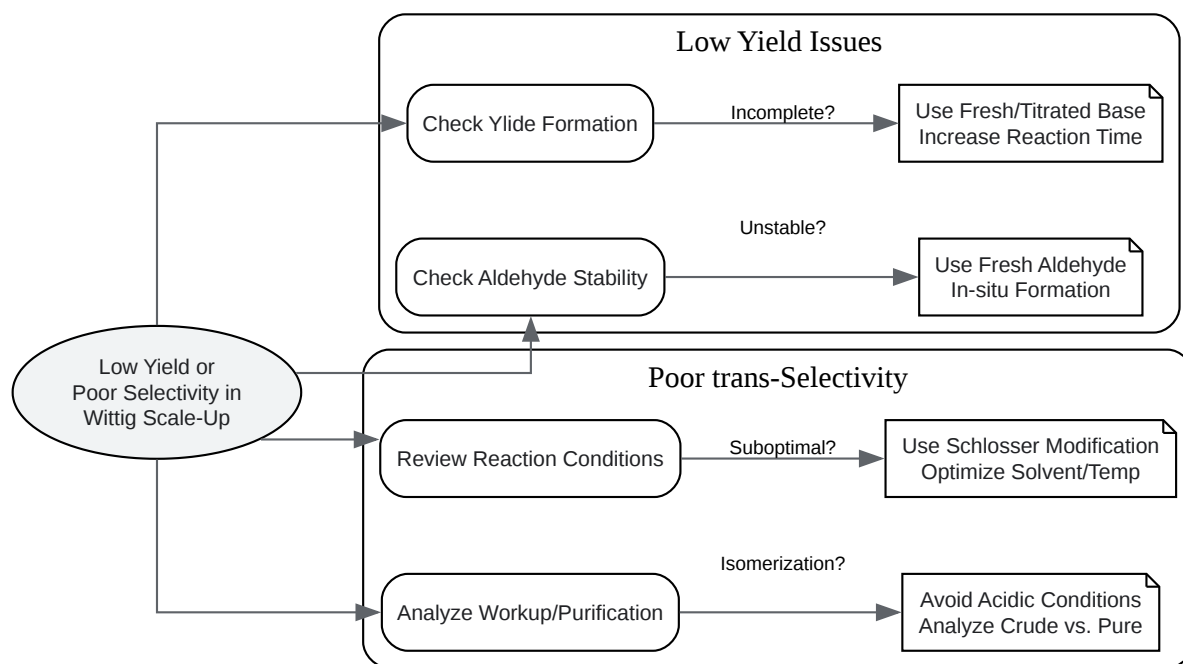 Low Yield Issues
Check Ylide Formation
Incomplete?
Use Fresh/Titrated Base
Increase Reaction Time
Unstable?
Check Aldehyde Stability
Use Fresh Aldehyde
In-situ Formation
Low Yield or
Poor Selectivity in
Wittig Scale-Up
Poor trans-Selectivity
Review Reaction Conditions
Suboptimal?
Use Schlosser Modification
Optimize Solvent/Temp
Isomerization?
Analyze Workup/Purification
Avoid Acidic Conditions
Analyze Crude vs. Pure